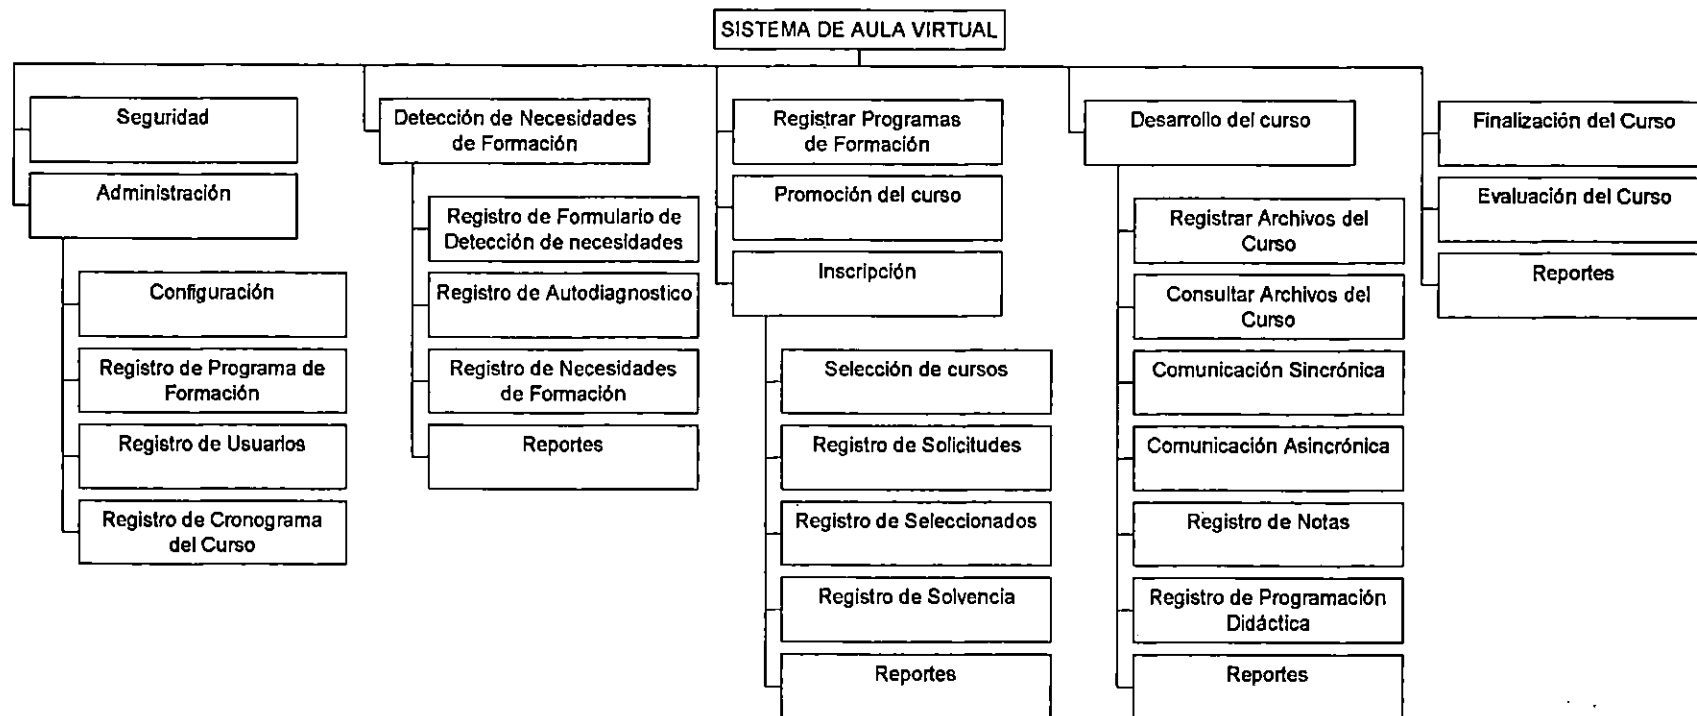 SISTEMA DE AULA VIRTUAL
Seguridad
Administración
Configuración
Registro de Programa de
Formación
Registro de Usuarios
Registro de Cronograma
del Curso
Detección de Necesidades
de Formación
Registro de Formulario de
Detección de necesidades
Registro de Autodiagnostico
Registro de Necesidades
de Formación
Reportes
Registrar Programas
de Formación
Promoción del curso
Inscripción
Selección de cursos
Registro de Solicitudes
Registro de Seleccionados
Registro de Solvencia
Reportes
Desarrollo del curso
Registrar Archivos del
Curso
Consultar Archivos del
Curso
Comunicación Sincrónica
Comunicación Asincrónica
Registro de Notas
Registro de Programación
Didáctica
Reportes
Finalización del Curso
Evaluación del Curso
Reportes